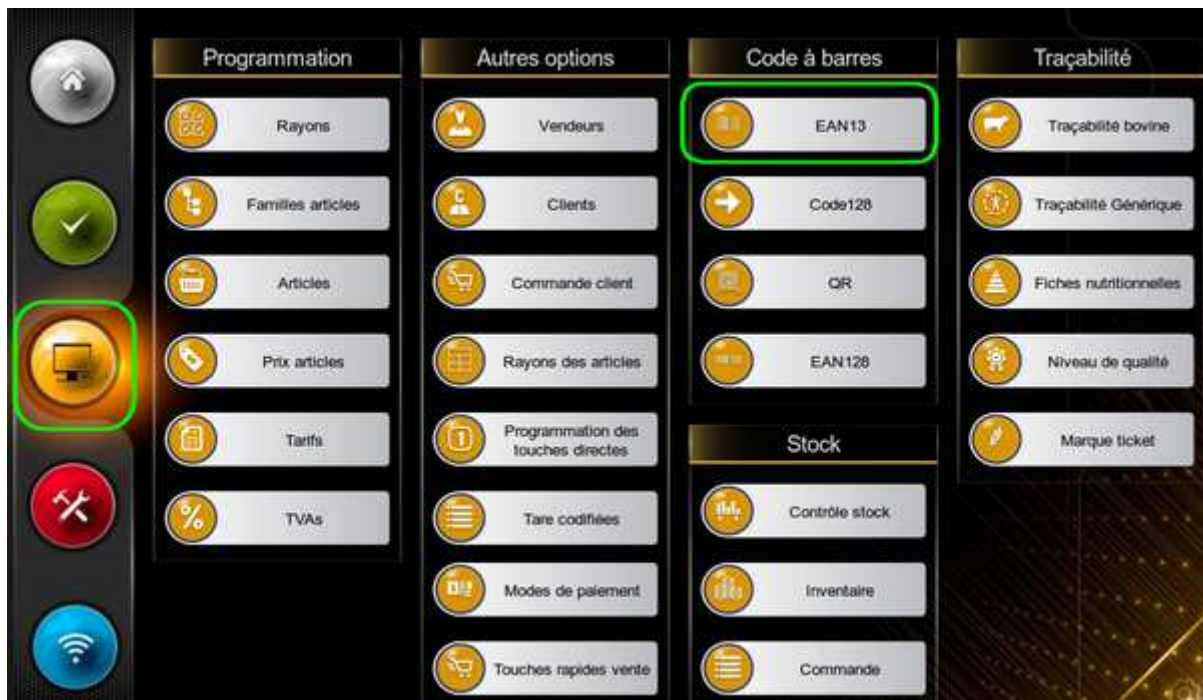 Programmation
Rayons
Familles articles
Articles
Prix articles
Tarifs
TVAs
Autres options
Vendeurs
Clients
Commande client
Rayons des articles
Programmation des
touches directes
Tare codifiées
Modes de paiement
Touches rapides vente
Code à barres
EAN13
Code128
QR
EAN128
Stock
Contrôle stock
Inventaire
Commande
Traçabilité
Traçabilité bovine
Traçabilité Générique
Fiches nutritionnelles
Niveau de qualité
Marque ticket